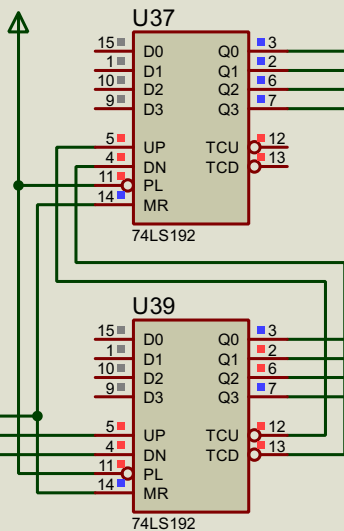 U37
15 D0 Q0 3
1 D1 Q1 2
10 D2 Q2 6
9 D3 Q3 7
5 UP TCU 12
4 DN TCD 13
11 PL
14 MR
74LS192
U39
15 D0 Q0 3
1 D1 Q1 2
10 D2 Q2 6
9 D3 Q3 7
5 UP TCU 12
4 DN TCD 13
11 PL
14 MR
74LS192